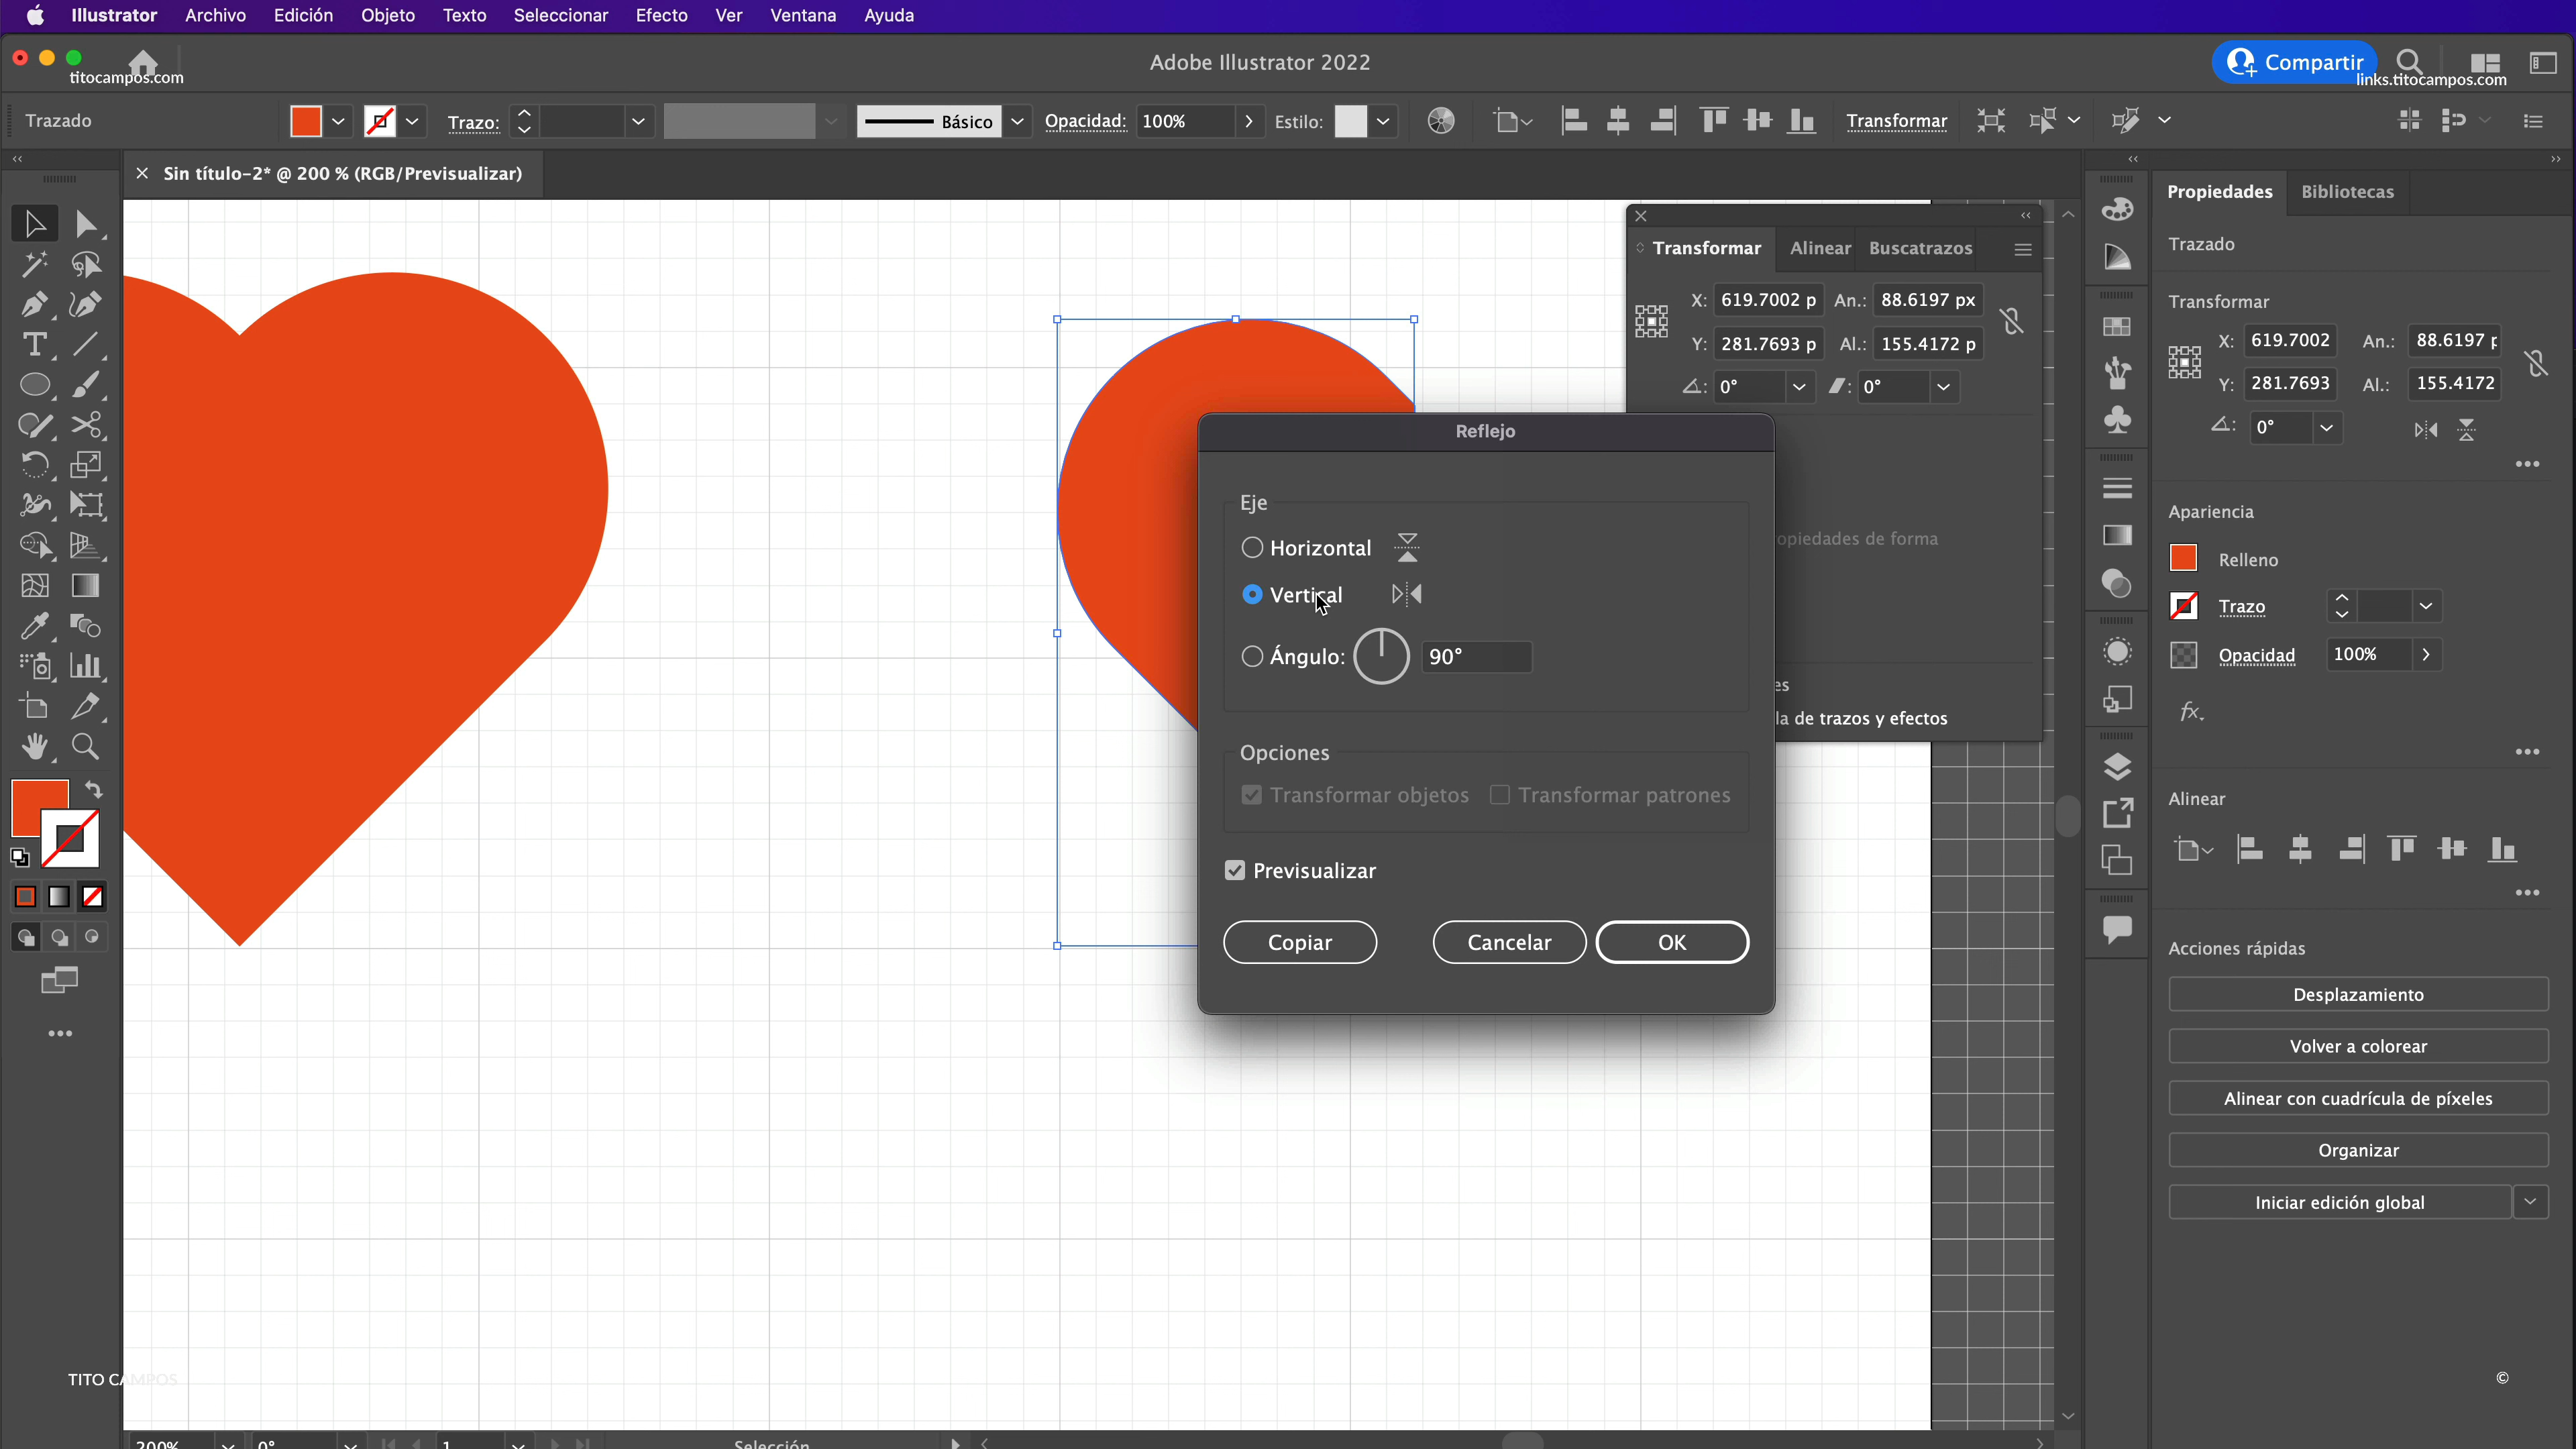 Illustrator Archivo Edición Objeto Texto Seleccionar Efecto Ver Ventana Ayuda
titocampos.com
Adobe Illustrator 2022
Compartir
links.titocampos.com
Trazado
Trazo:
Básico
Opacidad: 100%
Estilo:
Transformar
Sin título-2* @ 200 % (RGB/Previsualizar)
Transformar Alinear Buscatrazos
X: 619.7002 p An.: 88.6197 px
Y: 281.7693 p Al.: 155.4172 p
0° 0°
opiedades de forma
es
la de trazos y efectos
Reflejo
Eje
Horizontal
Vertical
Ángulo: 90°
Opciones
Transformar objetos Transformar patrones
Previsualizar
Copiar Cancelar OK
Propiedades Bibliotecas
Trazado
Transformar
X: 619.7002 An.: 88.6197 p
Y: 281.7693 Al.: 155.4172
0°
Apariencia
Relleno
Trazo
Opacidad 100%
fx.
Alinear
Acciones rápidas
Desplazamiento
Volver a colorear
Alinear con cuadrícula de píxeles
Organizar
Iniciar edición global
TITO CAMPOS
©
200% 0° 1 Selección